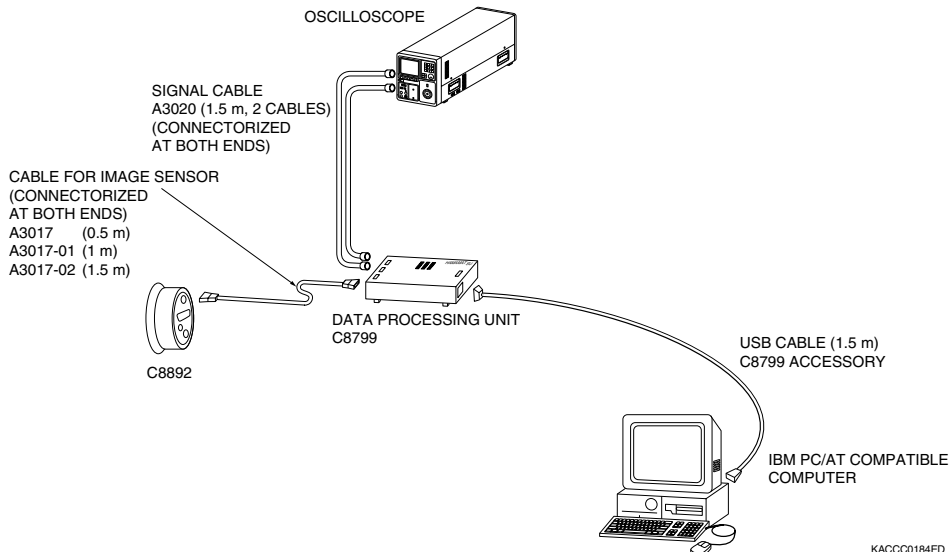 OSCILLOSCOPE
SIGNAL CABLE
A3020 (1.5 m, 2 CABLES)
(CONNECTORIZED
AT BOTH ENDS)
CABLE FOR IMAGE SENSOR
(CONNECTORIZED
AT BOTH ENDS)
A3017 (0.5 m)
A3017-01 (1 m)
A3017-02 (1.5 m)
C8892
DATA PROCESSING UNIT
C8799
USB CABLE (1.5 m)
C8799 ACCESSORY
IBM PC/AT COMPATIBLE
COMPUTER
KACCC0184ED